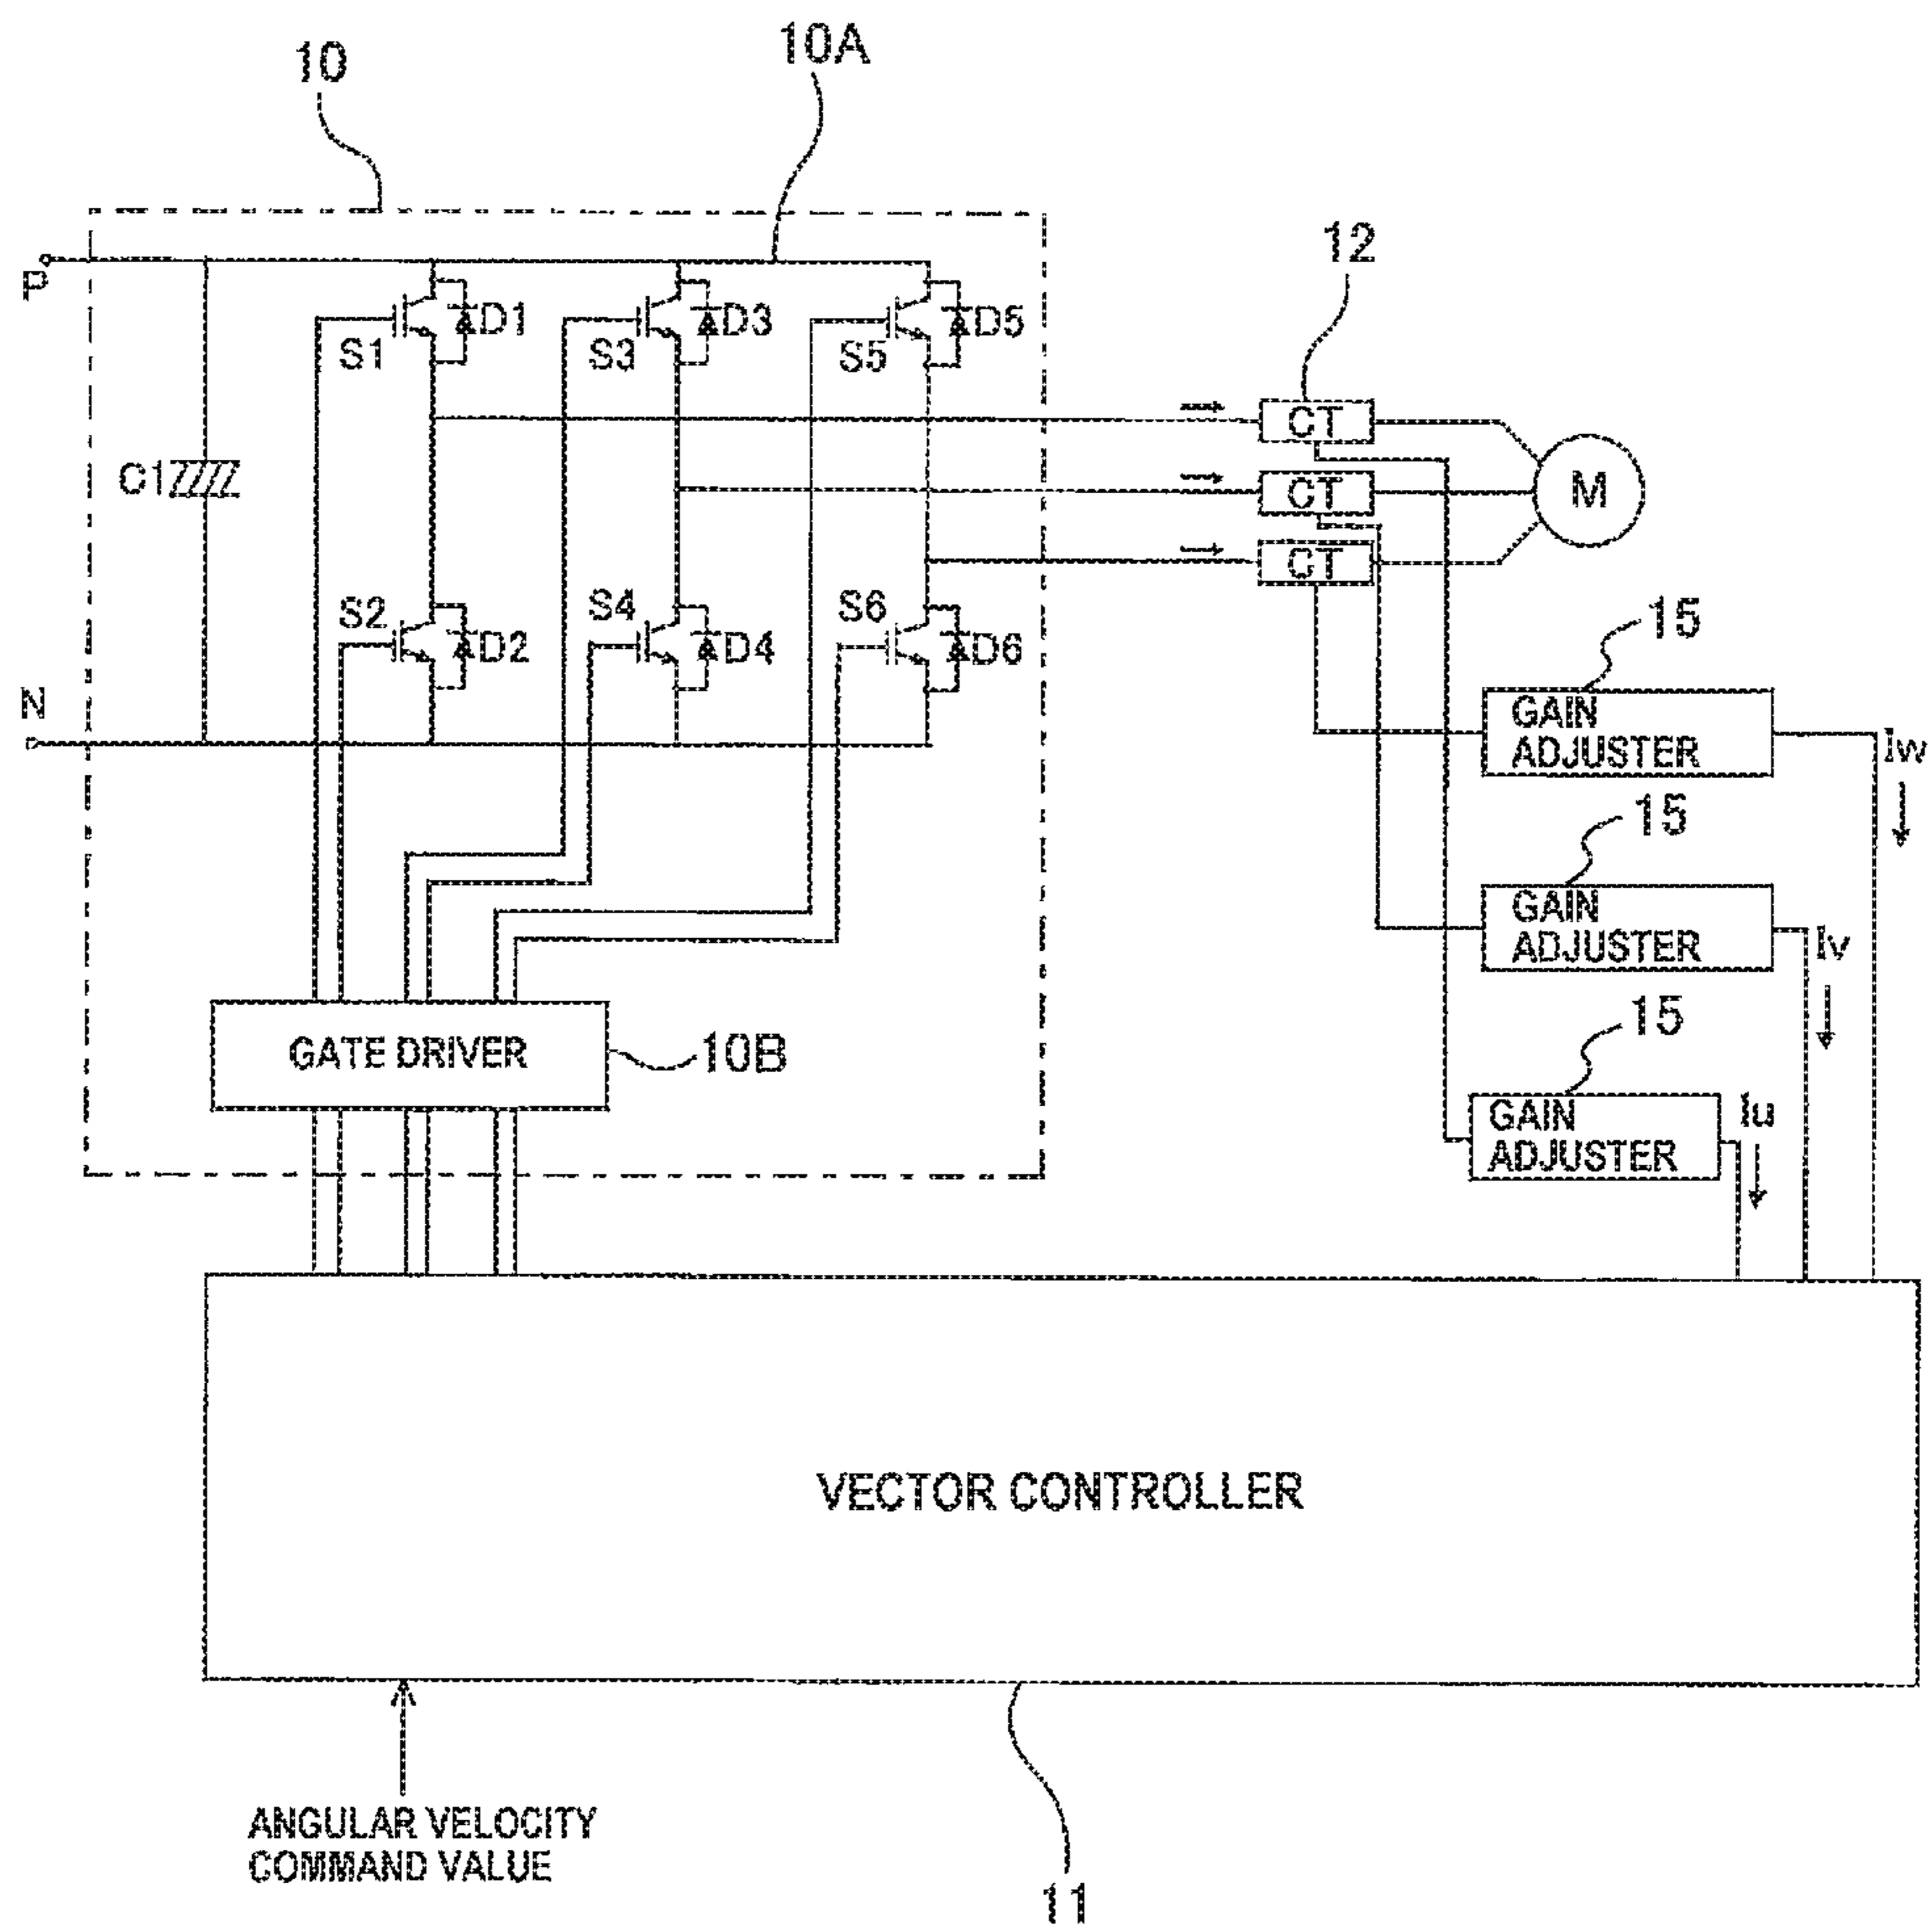 10
10A
P
D1
D3
D5
S1
S3
S5
12
CT
C1
CT
M
CT
S2
S4
S6
D2
D4
D6
N
15
GAIN
ADJUSTER
Iw
15
GAIN
ADJUSTER
Iv
15
GATE DRIVER
10B
GAIN
ADJUSTER
Iu
VECTOR CONTROLLER
ANGULAR VELOCITY
COMMAND VALUE
11